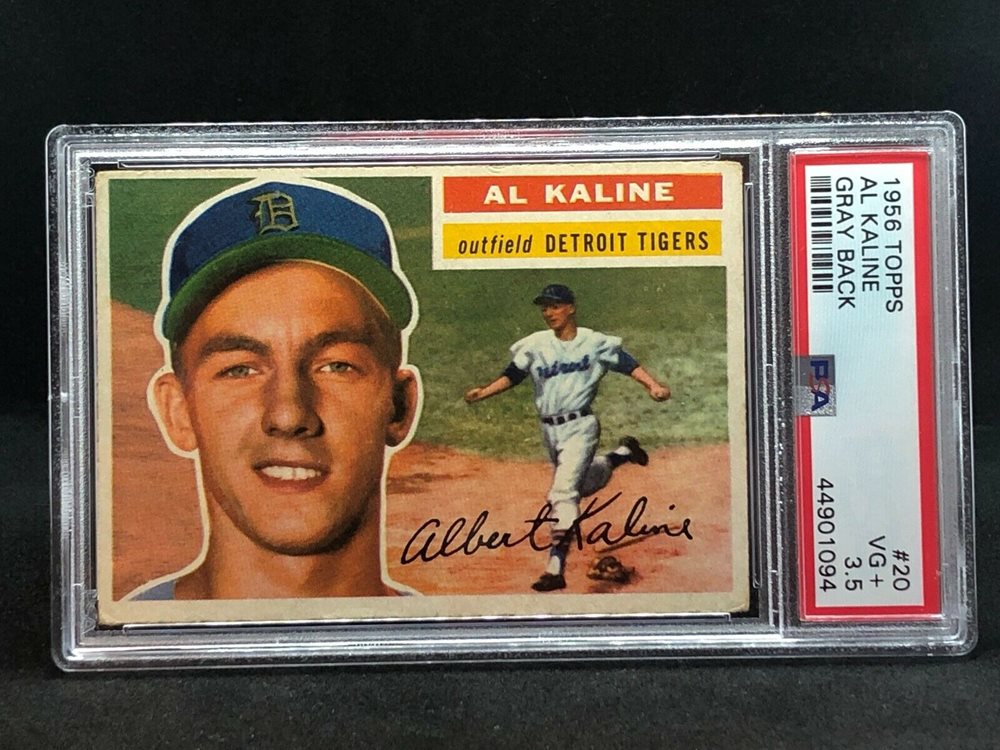 AL KALINE
outfield DETROIT TIGERS
D
Detroit
Albert Kaline
1956 TOPPS
AL KALINE
GRAY BACK
PSA
#20
VG+
3.5
44901094